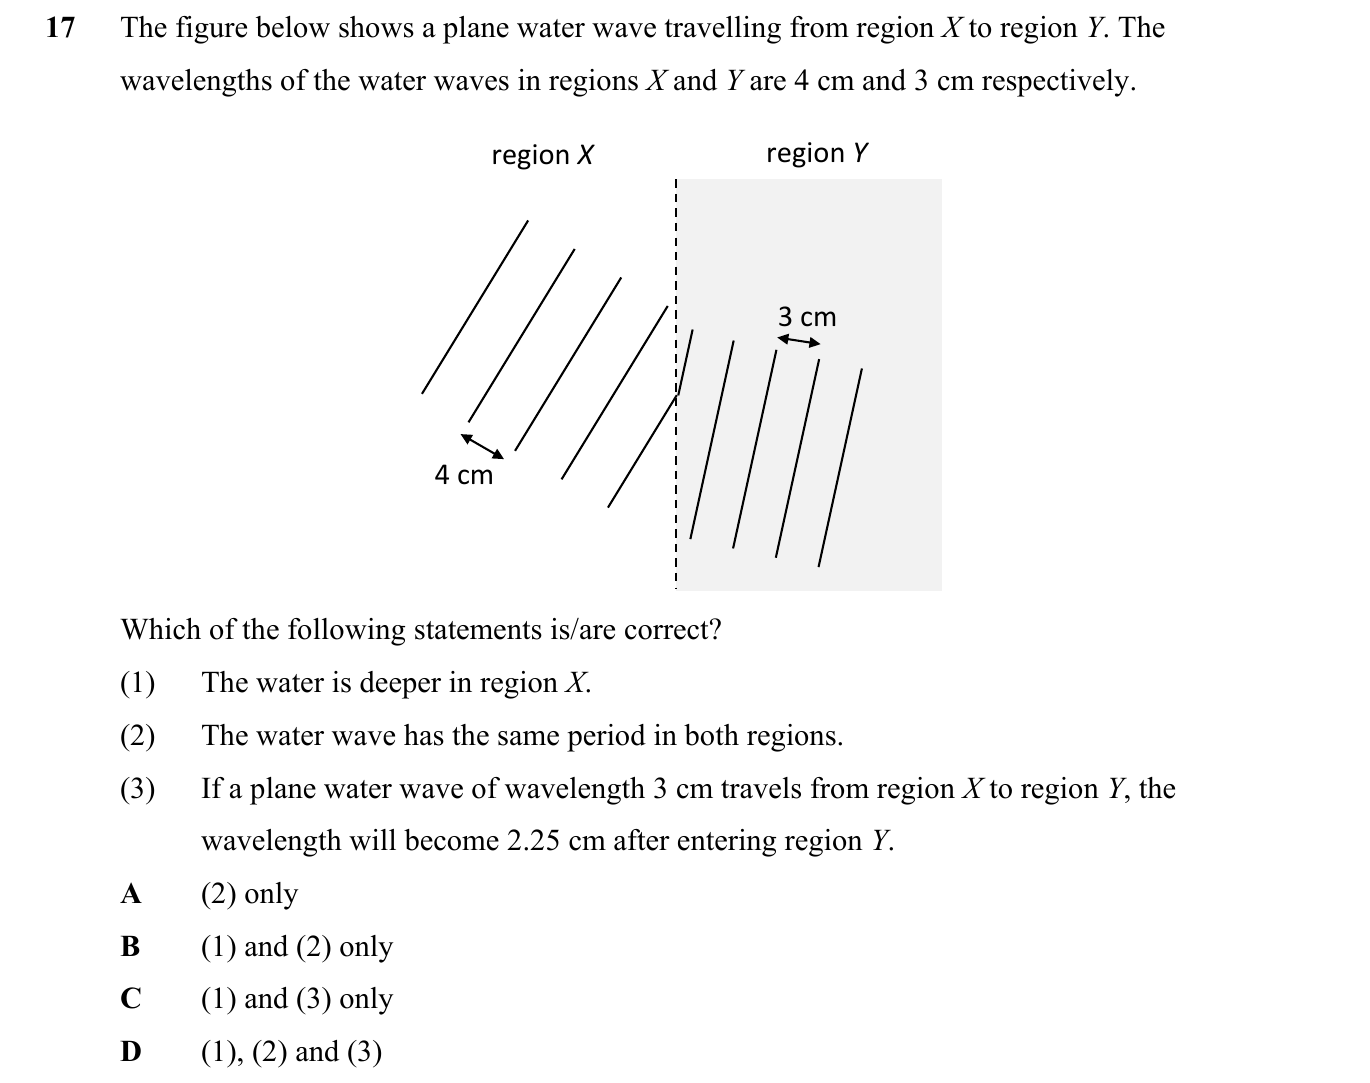 17 The figure below shows a plane water wave travelling from region X to region Y. The
wavelengths of the water waves in regions X and Y are 4 cm and 3 cm respectively.
region X region Y
3 cm
4 cm
Which of the following statements is/are correct?
(1) The water is deeper in region X.
(2) The water wave has the same period in both regions.
(3) If a plane water wave of wavelength 3 cm travels from region X to region Y, the
wavelength will become 2.25 cm after entering region Y.
A (2) only
B (1) and (2) only
C (1) and (3) only
D (1), (2) and (3)